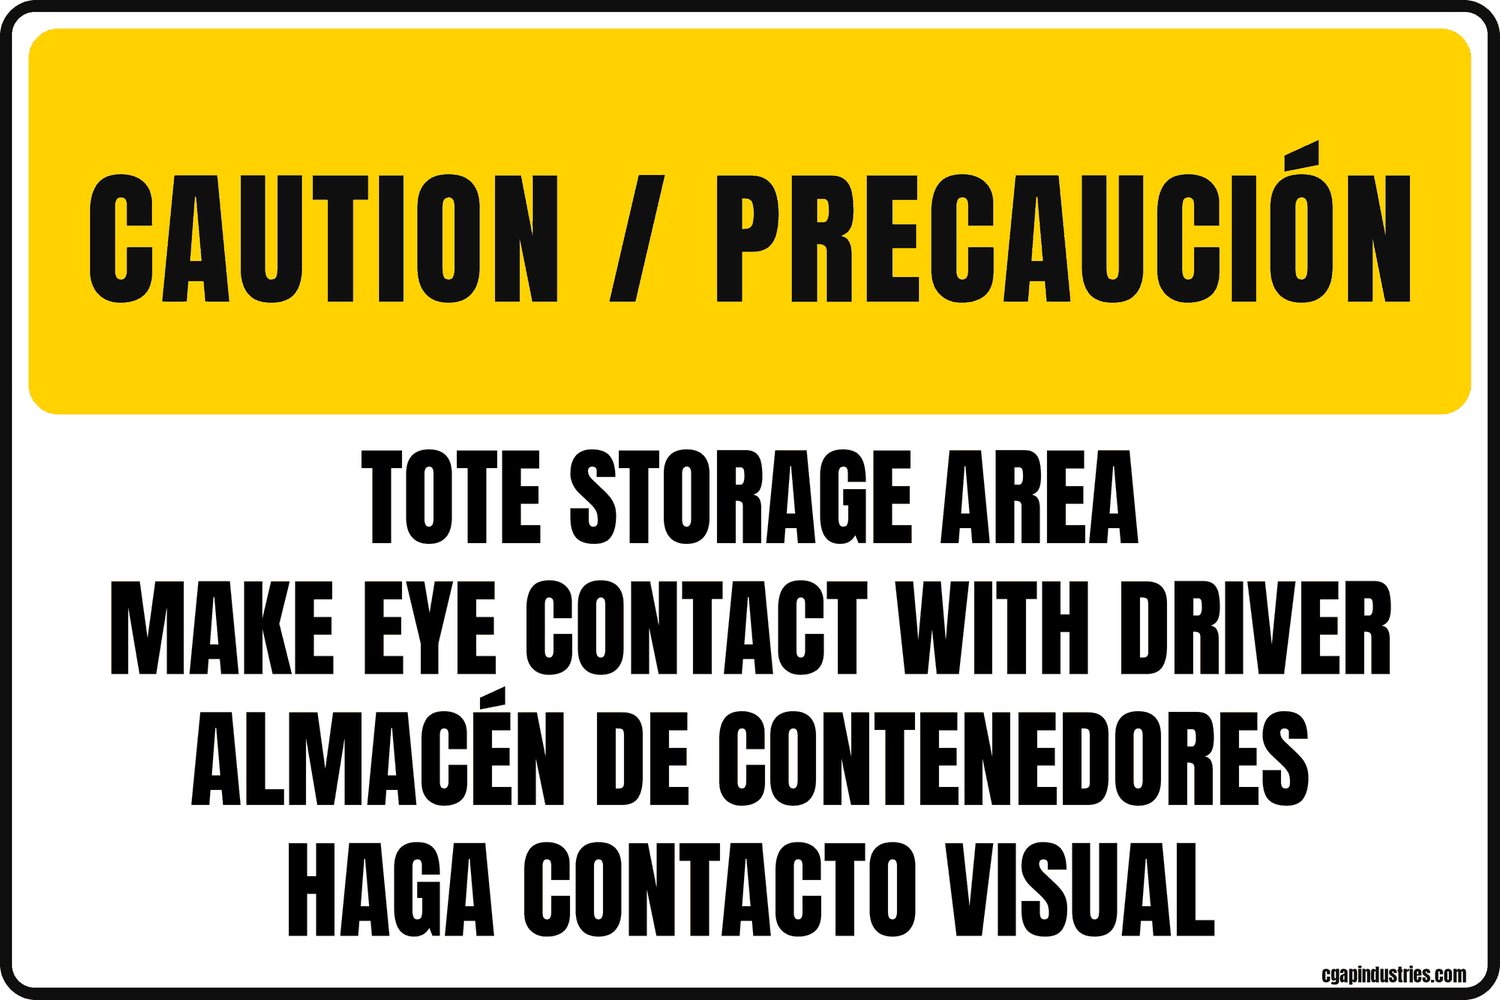 CAUTION / PRECAUCIÓN
TOTE STORAGE AREA
MAKE EYE CONTACT WITH DRIVER
ALMACÉN DE CONTENEDORES
HAGA CONTACTO VISUAL
cgapindustries.com